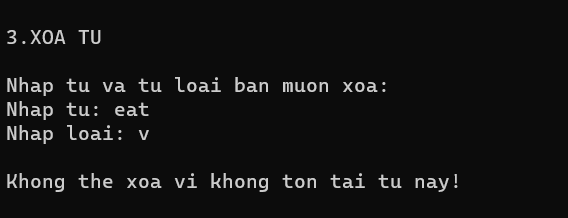 3.XOA TU
Nhap tu va tu loai ban muon xoa:
Nhap tu: eat
Nhap loai: v
Khong the xoa vi khong ton tai tu nay!